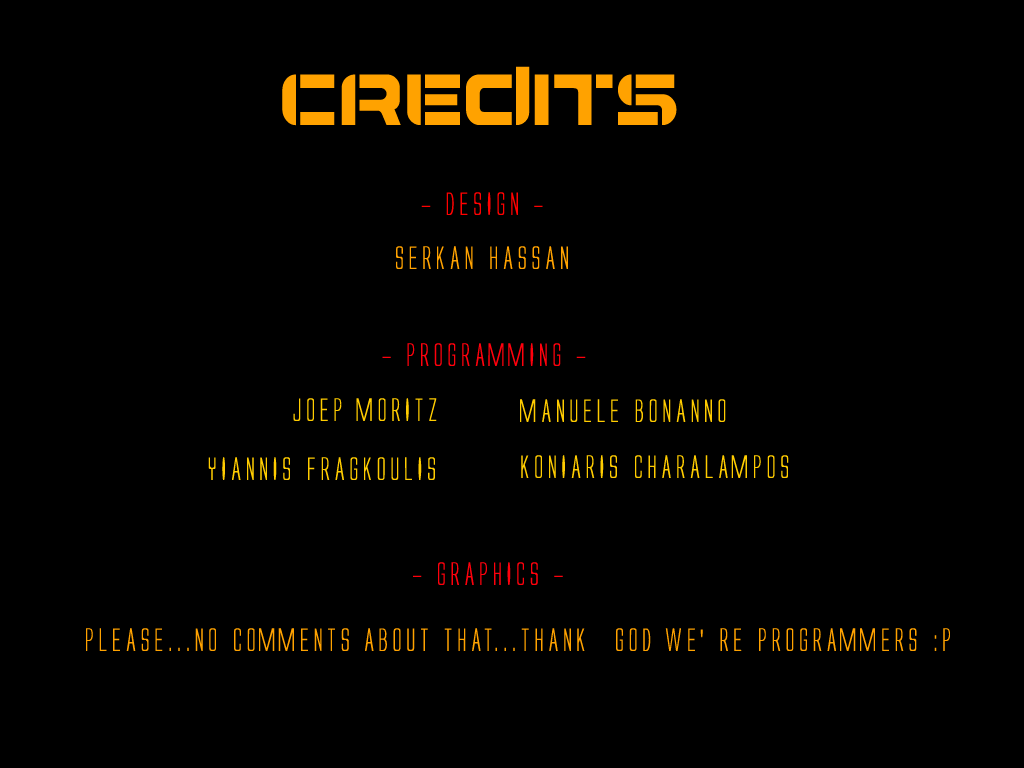 CREDITS
- DESIGN -
SERKAN HASSAN
- PROGRAMMING -
JOEP MORITZ MANUELE BONANNO
YIANNIS FRAGKOULIS KONIARIS CHARALAMPOS
- GRAPHICS -
PLEASE...NO COMMENTS ABOUT THAT...THANK GOD WE' RE PROGRAMMERS :P